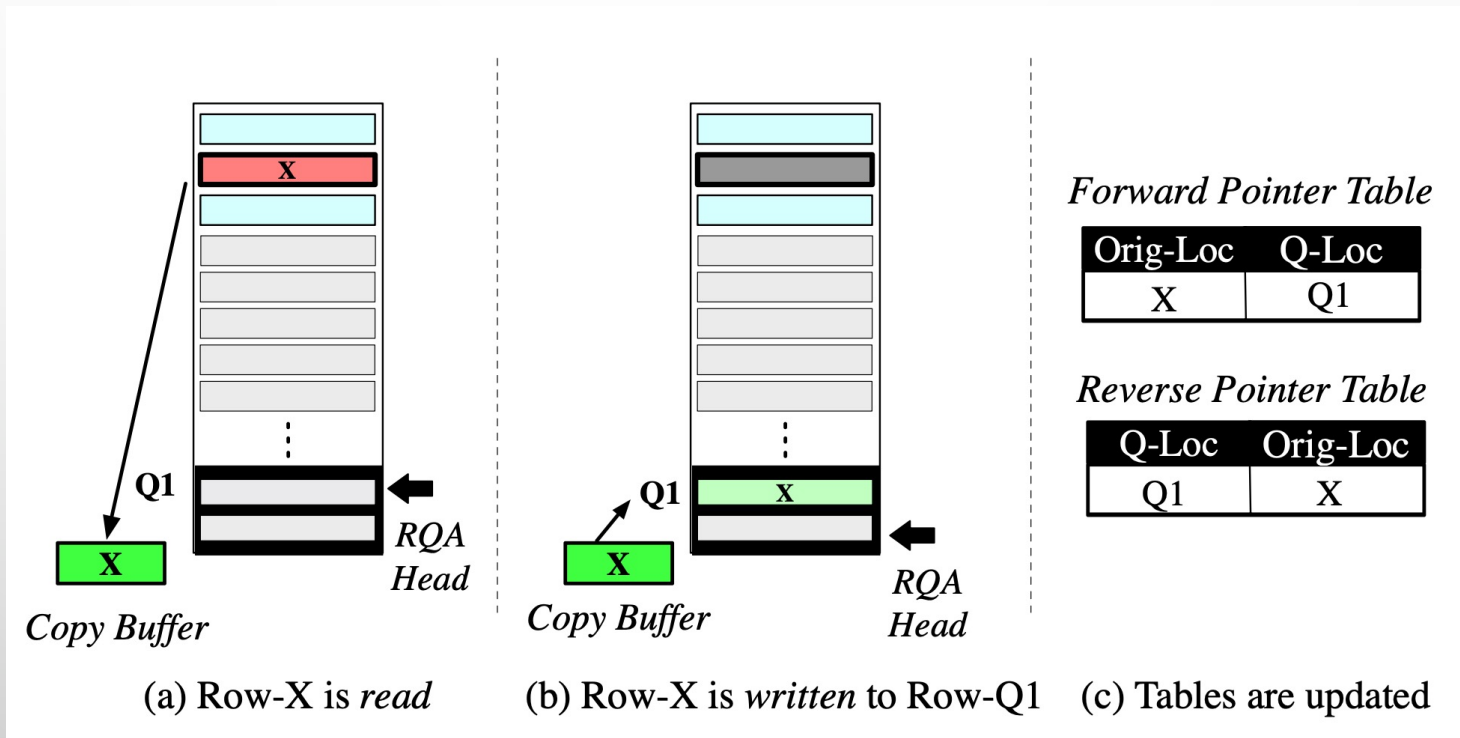 X
Q1
RQA
Head
X
Copy Buffer
(a) Row-X is read
Q1
X
RQA
Head
X
Copy Buffer
(b) Row-X is written to Row-Q1
Forward Pointer Table
Orig-Loc Q-Loc
X Q1
Reverse Pointer Table
Q-Loc Orig-Loc
Q1 X
(c) Tables are updated